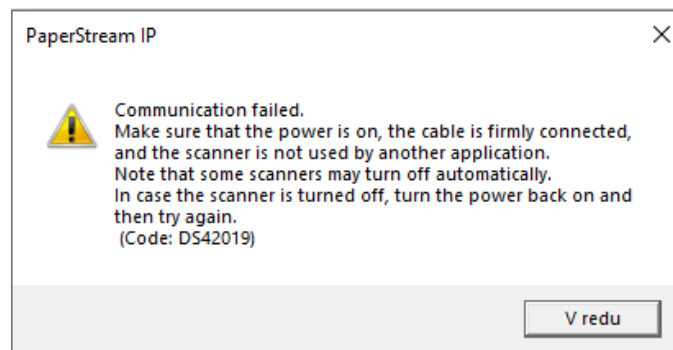 PaperStream IP
Communication failed.
Make sure that the power is on, the cable is firmly connected,
and the scanner is not used by another application.
Note that some scanners may turn off automatically.
In case the scanner is turned off, turn the power back on and
then try again.
(Code: DS42019)
V redu